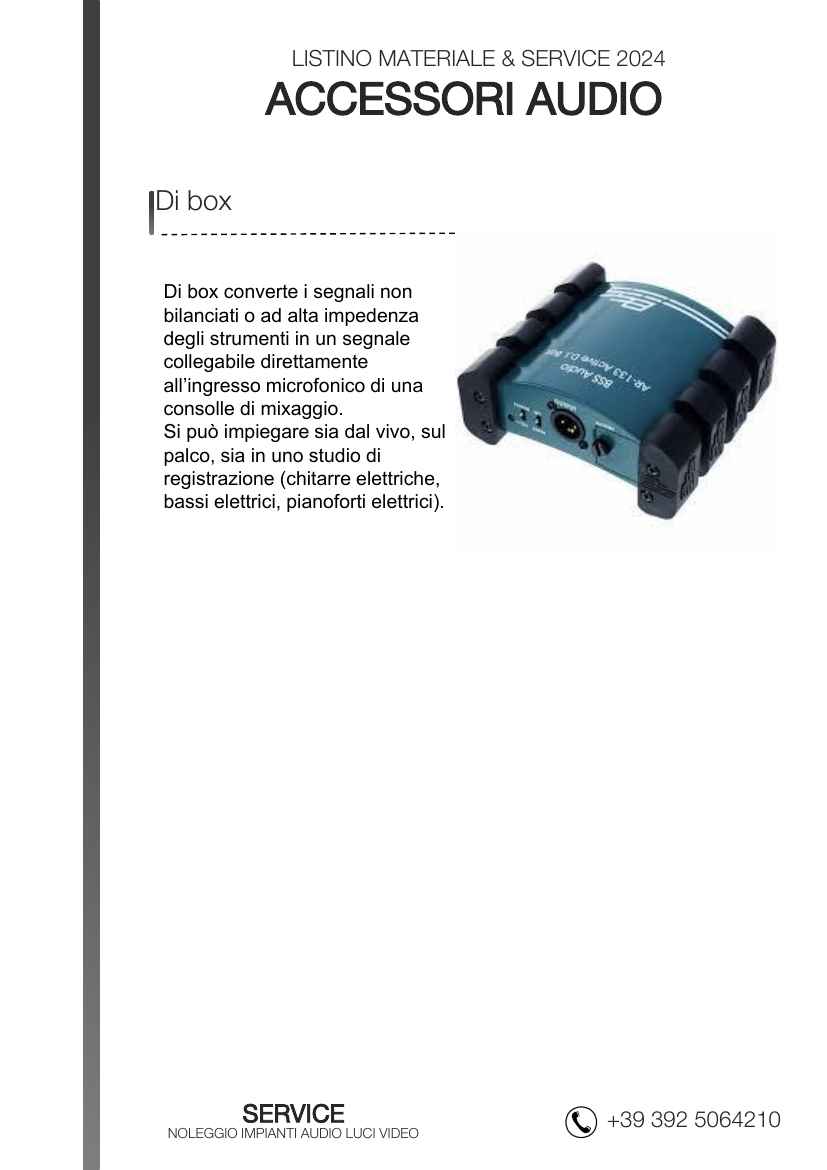 LISTINO MATERIALE & SERVICE 2024
ACCESSORI AUDIO
Di box
Di box converte i segnali non
bilanciati o ad alta impedenza
degli strumenti in un segnale
collegabile direttamente
all’ingresso microfonico di una
consolle di mixaggio.
Si può impiegare sia dal vivo, sul
palco, sia in uno studio di
registrazione (chitarre elettriche,
bassi elettrici, pianoforti elettrici).
BSS
AR-133 Active D.I. Box
BSS Audio
SERVICE
NOLEGGIO IMPIANTI AUDIO LUCI VIDEO
+39 392 5064210